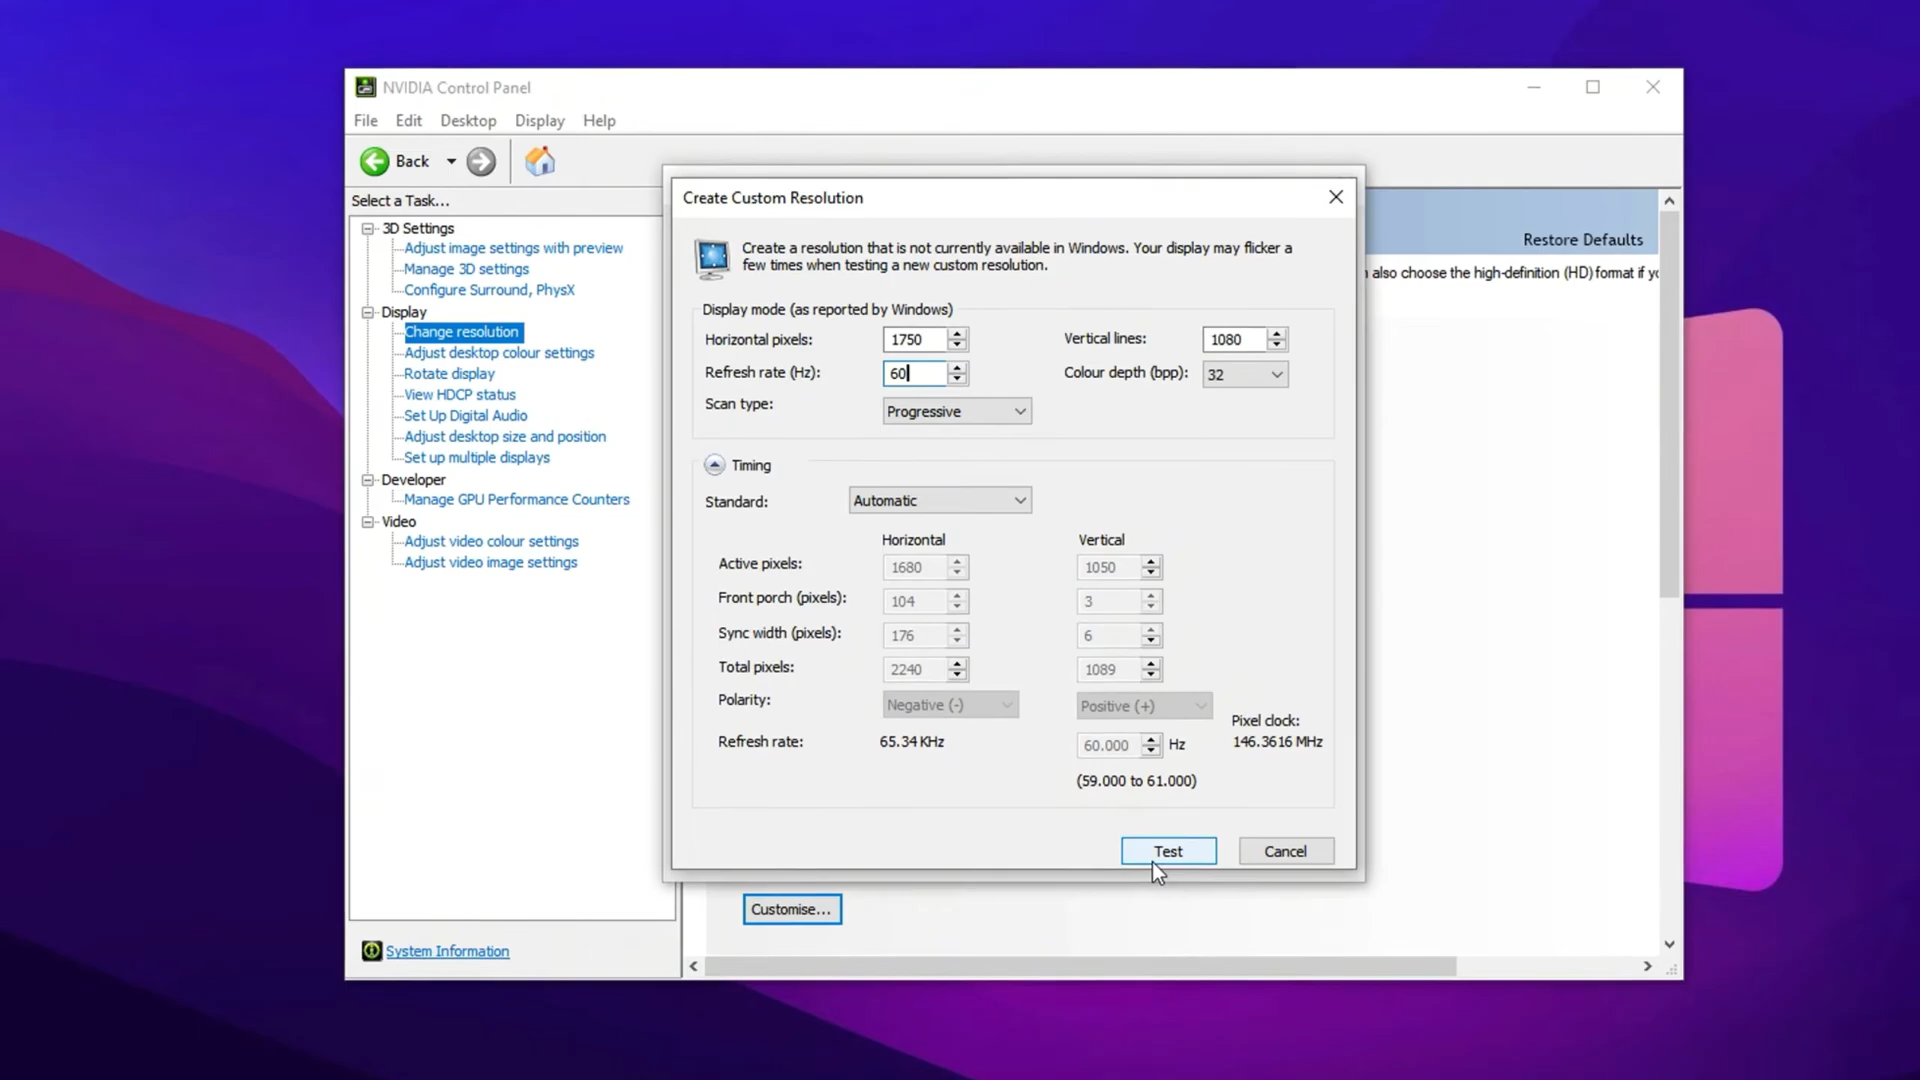 NVIDIA Control Panel
File Edit Desktop Display Help
Back
Select a Task...
3D Settings
Adjust image settings with preview
Manage 3D settings
Configure Surround, PhysX
Display
Change resolution
Adjust desktop colour settings
Rotate display
View HDCP status
Set Up Digital Audio
Adjust desktop size and position
Set up multiple displays
Developer
Manage GPU Performance Counters
Video
Adjust video colour settings
Adjust video image settings
System Information
Restore Defaults
also choose the high-definition (HD) format if
Create Custom Resolution
Create a resolution that is not currently available in Windows. Your display may flicker a
few times when testing a new custom resolution.
Display mode (as reported by Windows)
Horizontal pixels: 1750 Vertical lines: 1080
Refresh rate (Hz): 60 Colour depth (bpp): 32
Scan type: Progressive
Timing
Standard: Automatic
Horizontal Vertical
Active pixels: 1680 1050
Front porch (pixels): 104 3
Sync width (pixels): 176 6
Total pixels: 2240 1089
Polarity: Negative (-) Positive (+)
Pixel clock:
Refresh rate: 65.34 KHz 60.000 Hz 146.3616 MHz
(59.000 to 61.000)
Test Cancel
Customise...